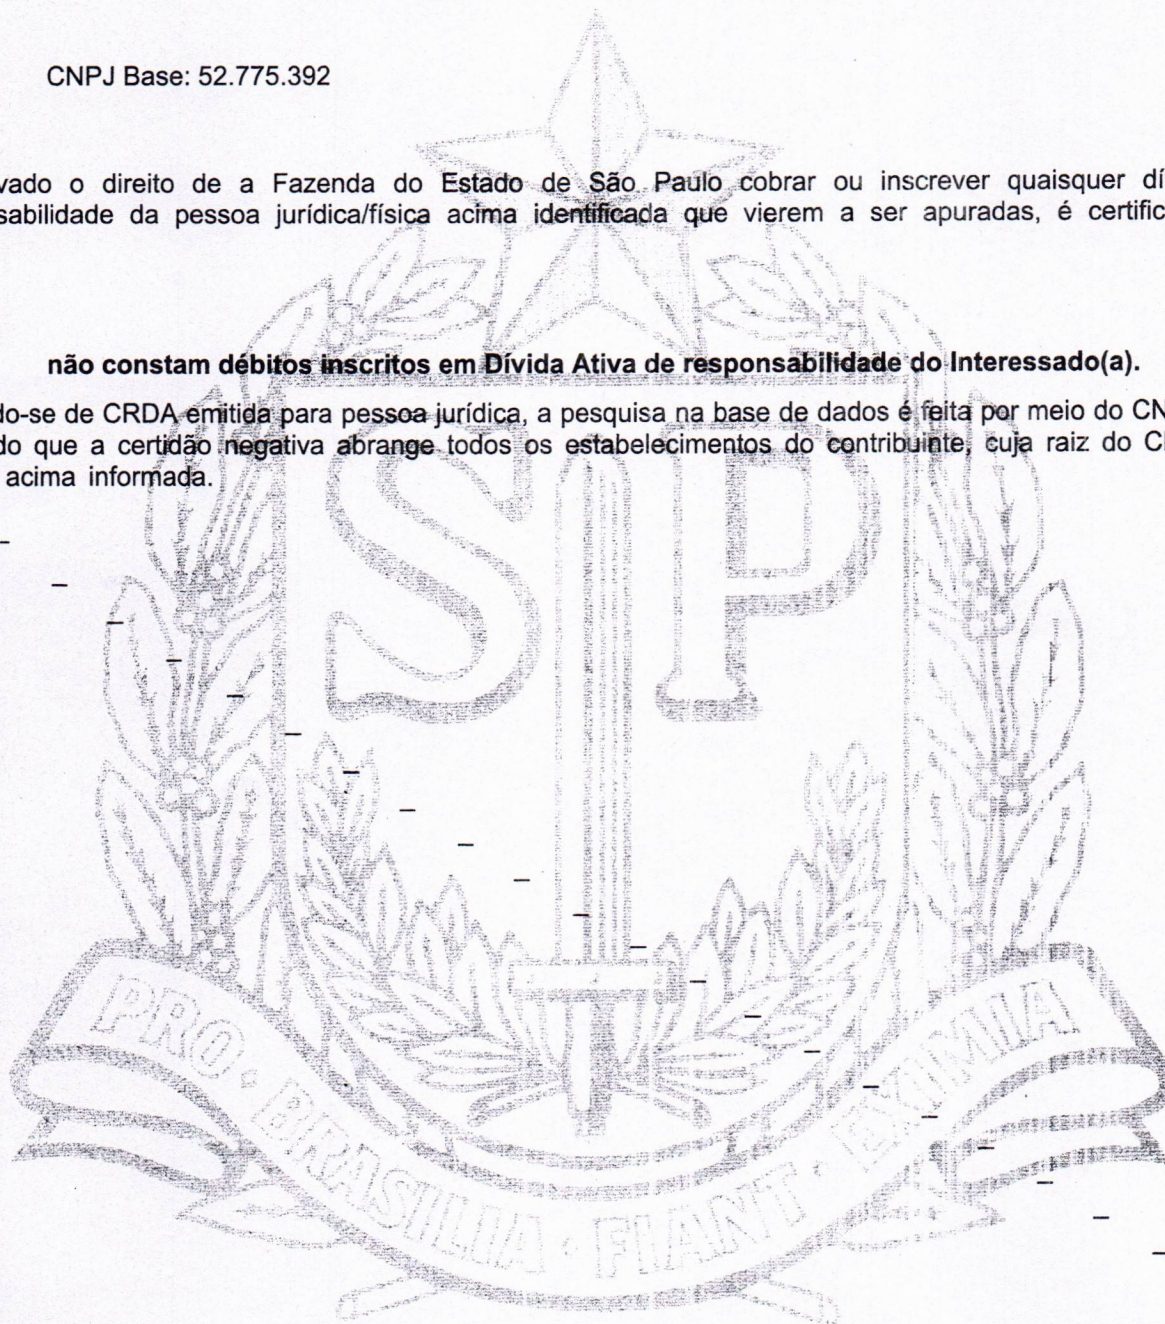 CNPJ Base: 52.775.392
vado o direito de a Fazenda do Estado de São Paulo cobrar ou inscrever quaisquer dí
sabilidade da pessoa jurídica/física acima identificada que vierem a ser apuradas, é certific
não constam débitos inscritos em Dívida Ativa de responsabilidade do Interessado(a).
do-se de CRDA emitida para pessoa jurídica, a pesquisa na base de dados é feita por meio do CN
do que a certidão negativa abrange todos os estabelecimentos do contribuinte, cuja raiz do C
acima informada.
SP
PRO • BRASILIA • FIANT • EXIMIA